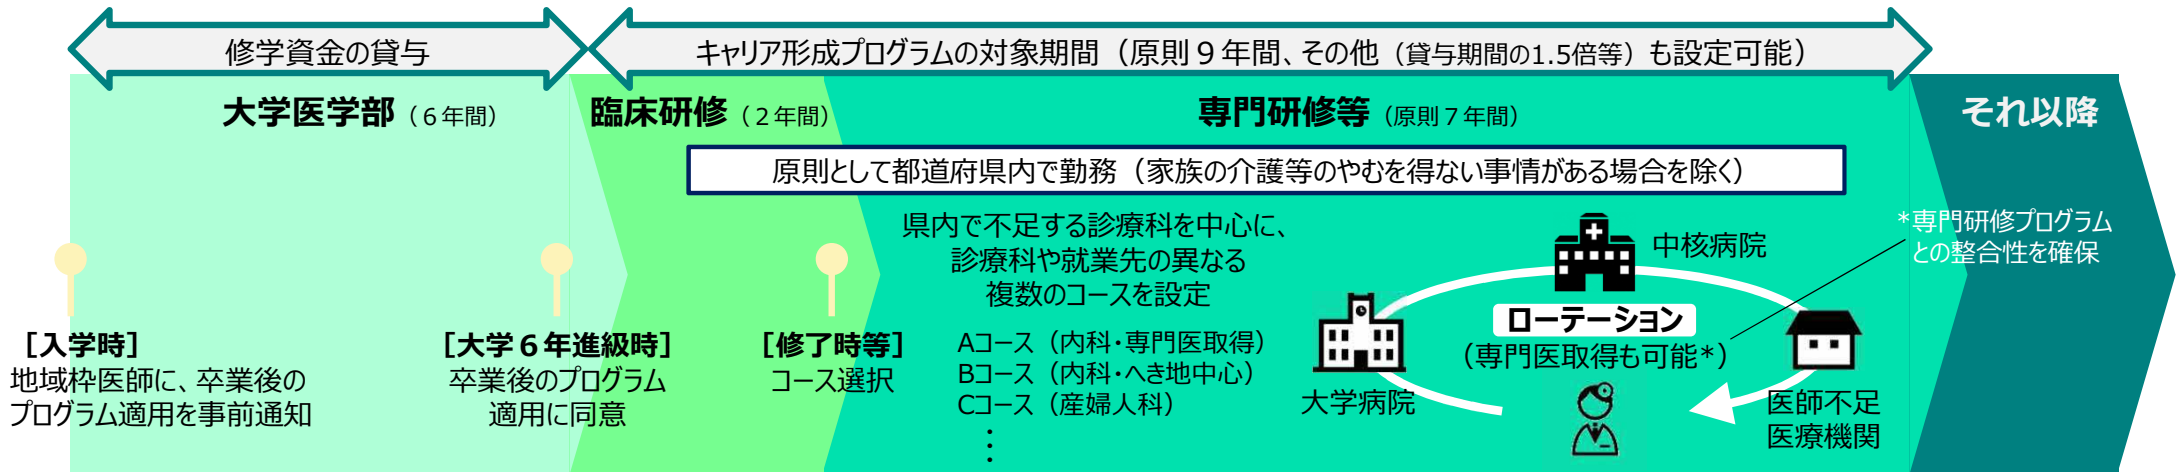 修学資金の貸与
キャリア形成プログラムの対象期間（原則９年間、その他（貸与期間の1.5倍等）も設定可能）
大学医学部（６年間）
臨床研修（２年間）
専門研修等（原則７年間）
それ以降
原則として都道府県内で勤務（家族の介護等のやむを得ない事情がある場合を除く）
［入学時］
地域枠医師に、卒業後の
プログラム適用を事前通知
［大学６年進級時］
卒業後のプログラム
適用に同意
［修了時等］
コース選択
県内で不足する診療科を中心に、
診療科や就業先の異なる
複数のコースを設定
Aコース（内科・専門医取得）
Bコース（内科・へき地中心）
Cコース（産婦人科）
⋮
中核病院
ローテーション
（専門医取得も可能*）
大学病院
医師不足
医療機関
*専門研修プログラム
との整合性を確保